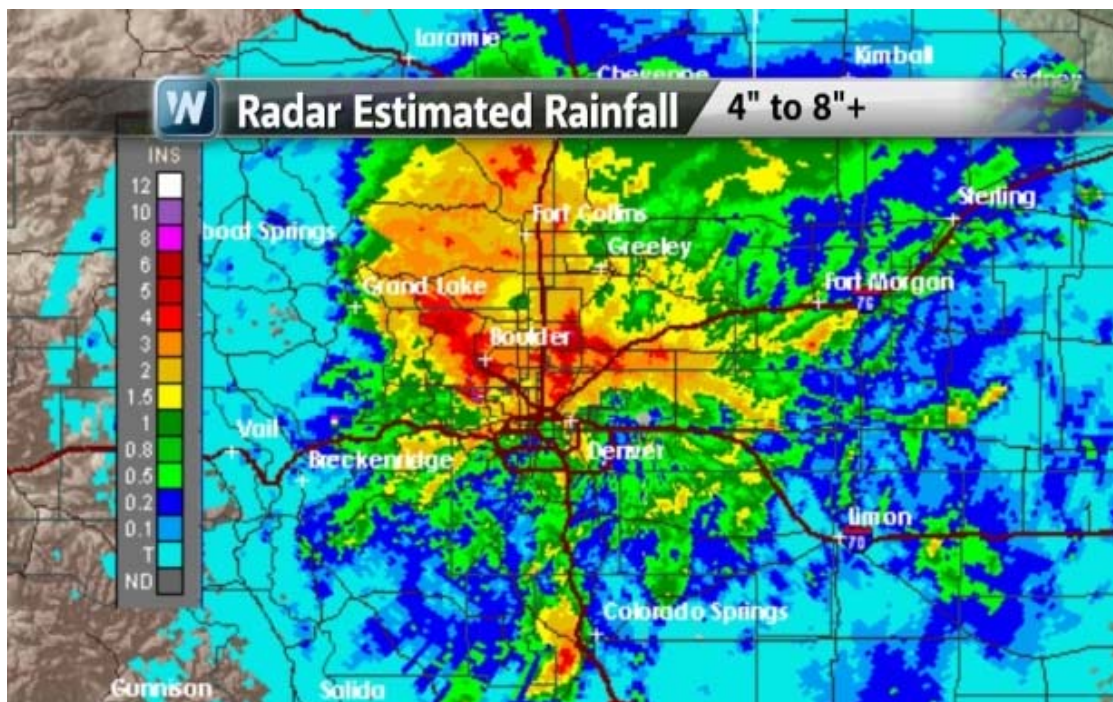 Laramie
Kimball
Cheyenne
Sidney
W Radar Estimated Rainfall 4" to 8"+
INS
12
10
8
6
5
4
3
2
1.5
1
0.8
0.5
0.2
0.1
T
ND
boat Springs
Fort Collins
Sterling
Greeley
Grand Lake
Fort Morgan
76
Boulder
Vail
Breckenridge
Denver
Limon
70
Colorado Springs
Gunnison
Salida